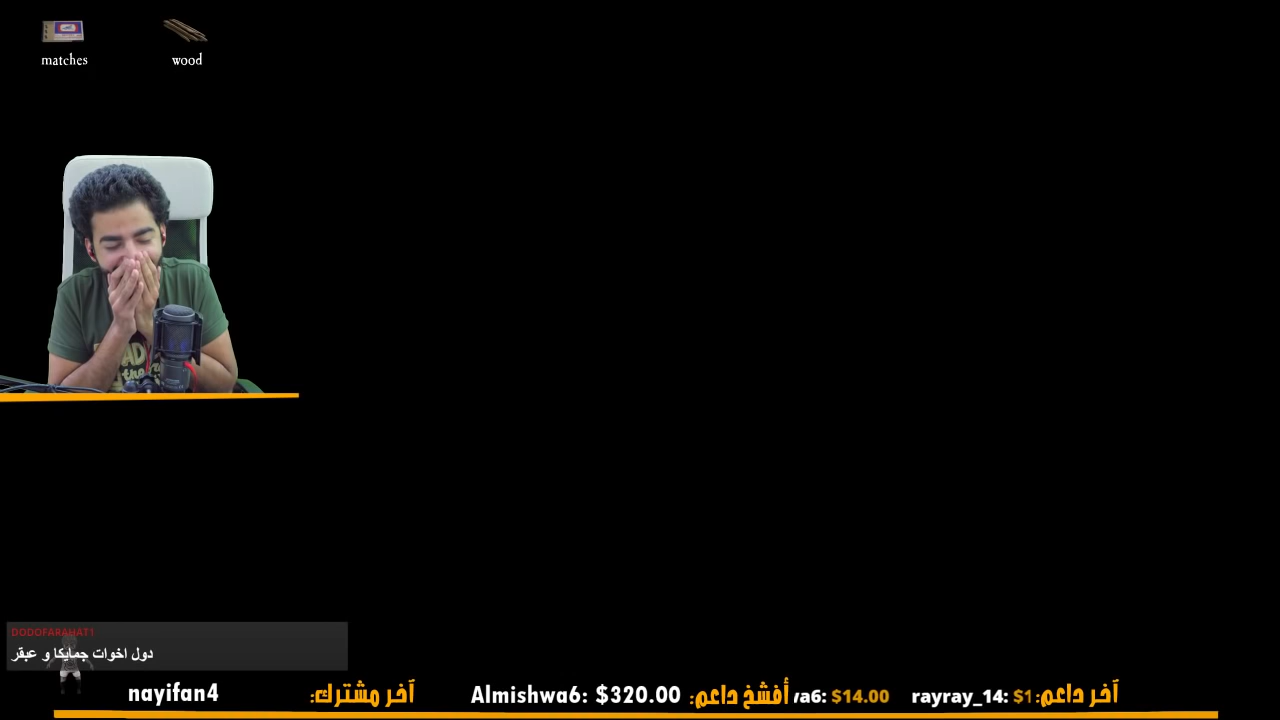 matches
wood
DODOFARAHAT1
دول اخوات جمايكا و عبقر
nayifan4
آخر مشترك:
Almishwa6: $320.00
أفشخ داعم:
/a6: $14.00
rayray_14: $1
آخر داعم: